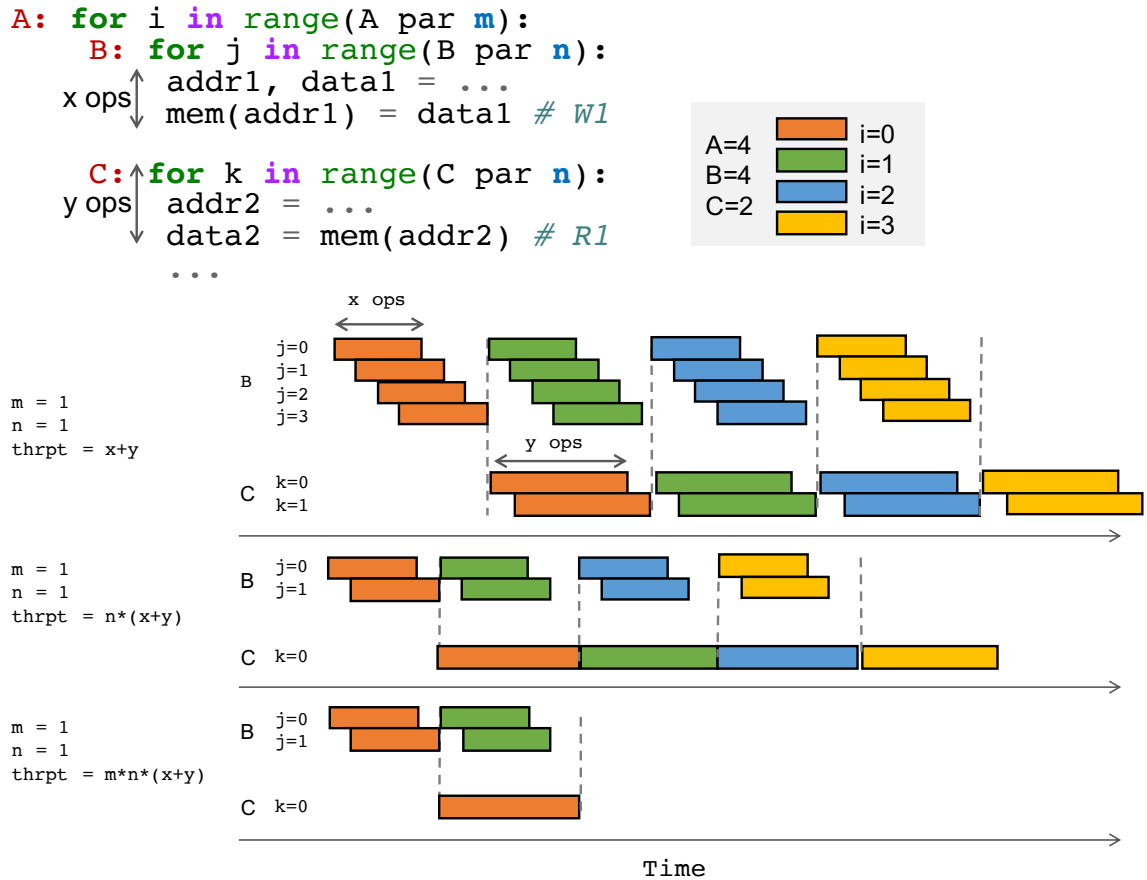 A: for i in range(A par m):
B: for j in range(B par n):
x ops
addr1, data1 = ...
mem(addr1) = data1 # W1
C: for k in range(C par n):
y ops
addr2 = ...
data2 = mem(addr2) # R1
...
A=4
B=4
C=2
i=0
i=1
i=2
i=3
x ops
m = 1
n = 1
thrpt = x+y
B
j=0
j=1
j=2
j=3
y ops
C
k=0
k=1
m = 1
n = 1
thrpt = n*(x+y)
B
j=0
j=1
C k=0
m = 1
n = 1
thrpt = m*n*(x+y)
B
j=0
j=1
C k=0
Time